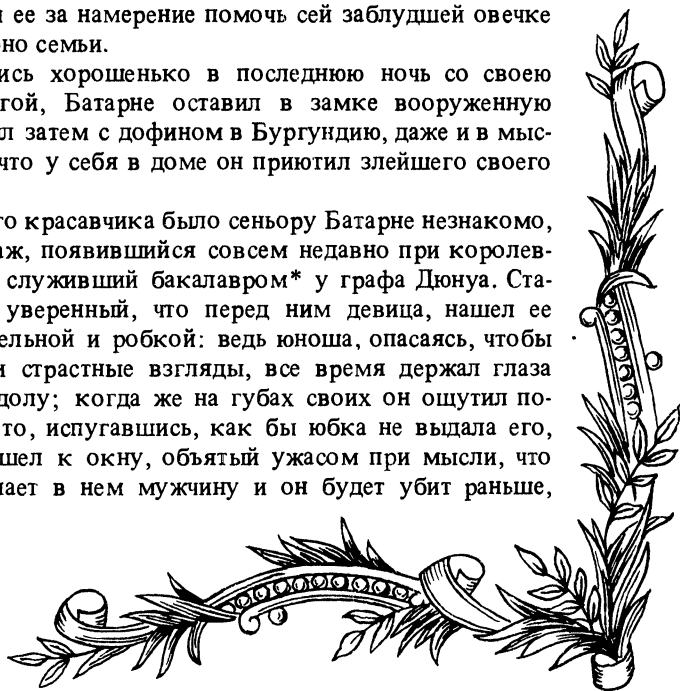 ее за намерение помочь сей заблудшей овечке
но семьи.
ись хорошенько в последнюю ночь со своею
гой, Батарне оставил в замке вооруженную
л затем с дофином в Бургундию, даже и в мыс-
что у себя в доме он приютил злейшего своего
го красавчика было сеньору Батарне незнакомо,
аж, появившийся совсем недавно при королев-
служивший бакалавром* у графа Дюнуа. Ста-
уверенный, что перед ним девица, нашел ее
ельной и робкой: ведь юноша, опасаясь, чтобы
и страстные взгляды, все время держал глаза
долу; когда же на губах своих он ощутил по-
то, испугавшись, как бы юбка не выдала его,
шел к окну, объятый ужасом при мысли, что
ает в нем мужчину и он будет убит раньше,